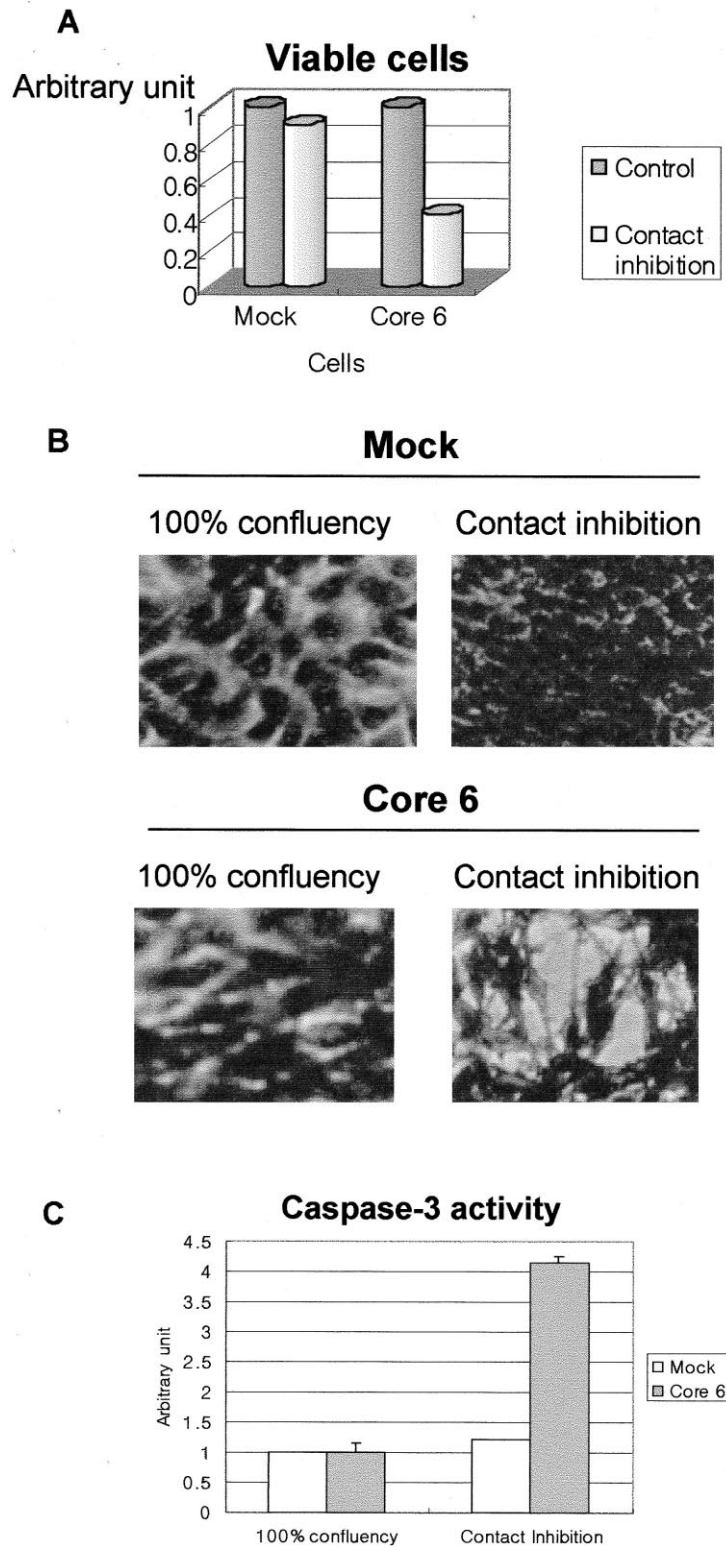 A
Viable cells
Arbitrary unit
1
0.8
0.6
0.4
0.2
0
Mock Core 6
Cells
Control
Contact
inhibition
B
Mock
100% confluency Contact inhibition
Core 6
100% confluency Contact inhibition
C
Caspase-3 activity
Arbitrary unit
4.5
4
3.5
3
2.5
2
1.5
1
0.5
0
100% confluency Contact Inhibition
Mock
Core 6